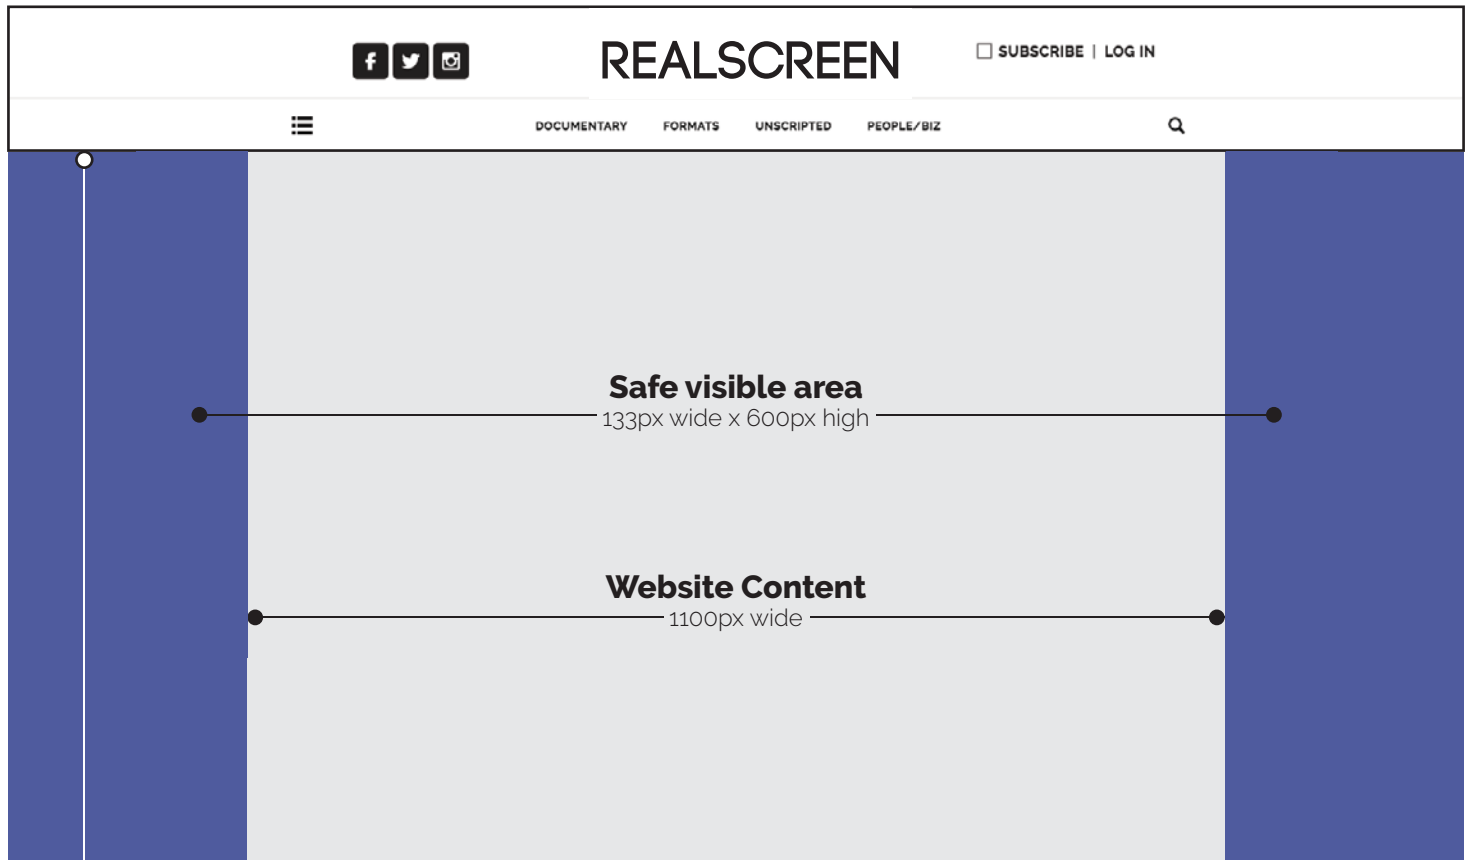 REALSCREEN
SUBSCRIBE | LOG IN
DOCUMENTARY FORMATS UNSCRIPTED PEOPLE/BIZ
Safe visible area
133px wide x 600px high
Website Content
1100px wide